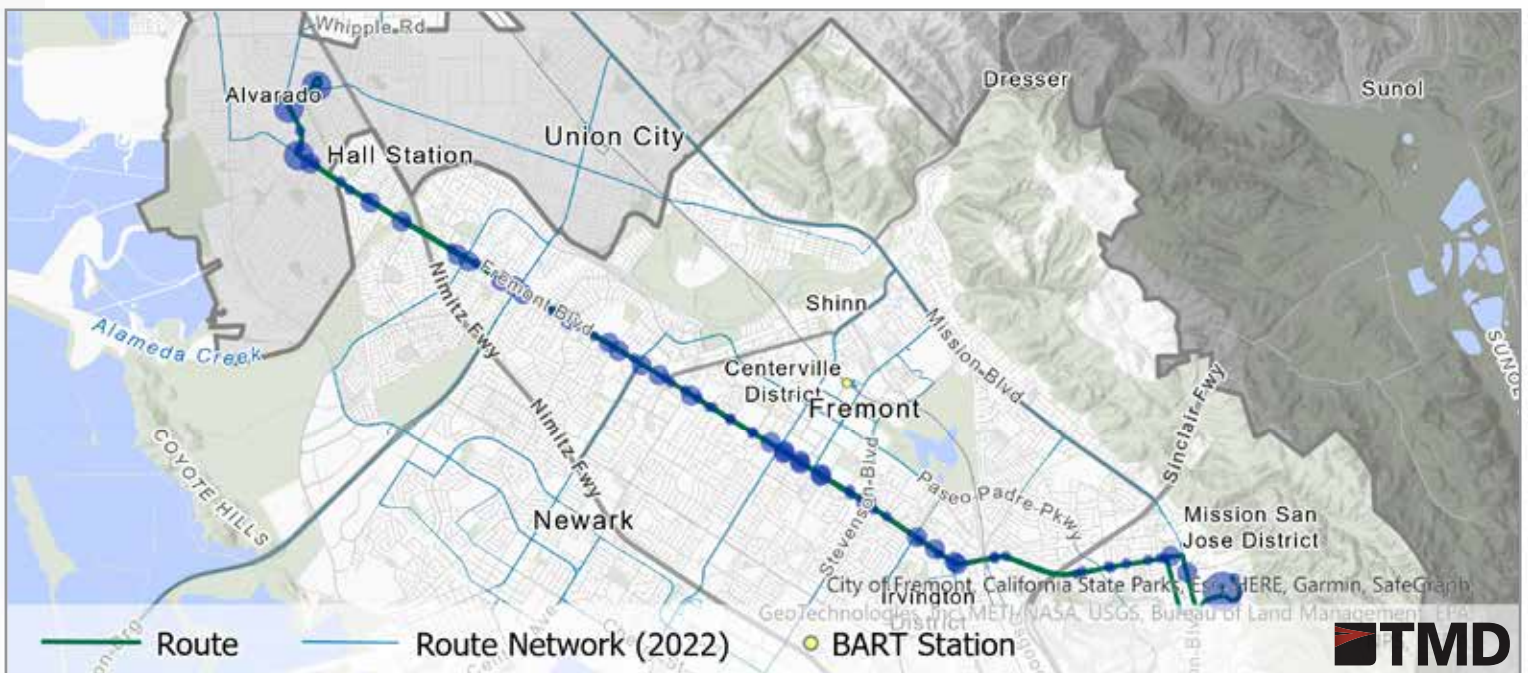 Whipple Rd
Dresser
Sunol
Alvarado
Union City
Hall Station
Fremont Blvd
Nimitz Fwy
Shinn
Mission Blvd
Alameda Creek
Centerville
District
Fremont
Sinclair Fwy
SUNOL
Nimitz Fwy
COYOTE HILLS
Stevenson Blvd
Paseo Padre Pkwy
Newark
Mission San
Jose District
City of Fremont, California State Parks, Esri, HERE, Garmin, SafeGraph,
Irvington
District
GeoTechnologies, Inc, METI/NASA, USGS, Bureau of Land Management, EPA,
Route
Route Network (2022)
BART Station
TMD